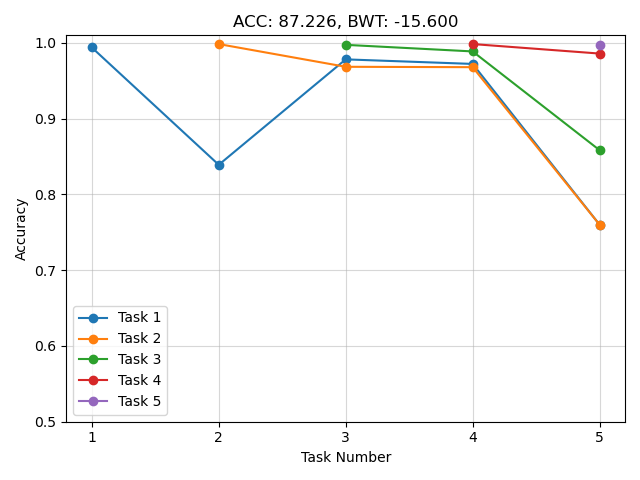 ACC: 87.226, BWT: -15.600
1.0
0.9
0.8
0.7
0.6
0.5
Accuracy
Task 1
Task 2
Task 3
Task 4
Task 5
1 2 3 4 5
Task Number